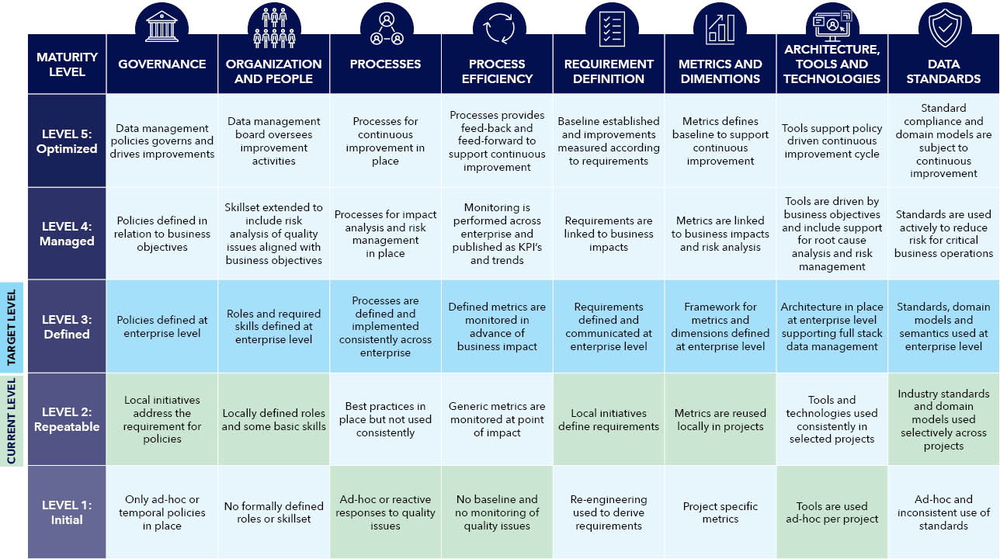 MATURITY
LEVEL
GOVERNANCE
ORGANIZATION
AND PEOPLE
PROCESSES
PROCESS
EFFICIENCY
REQUIREMENT
DEFINITION
METRICS AND
DIMENTIONS
ARCHITECTURE,
TOOLS AND
TECHNOLOGIES
DATA
STANDARDS
LEVEL 5:
Optimized
Data management
policies governs and
drives improvements
Data management
board oversees
improvement
activities
Processes for
continuous
improvement in
place
Processes provides
feed-back and
feed-forward to
support continuous
improvement
Baseline established
and improvements
measured according
to requirements
Metrics defines
baseline to support
continuous
improvement
Tools support policy
driven continuous
improvement cycle
Standard
compliance and
domain models are
subject to
continuous
improvement
LEVEL 4:
Managed
Policies defined in
relation to business
objectives
Skillset extended to
include risk
analysis of quality
issues aligned with
business objectives
Processes for impact
analysis and risk
management
in place
Monitoring is
performed across
enterprise and
published as KPI's
and trends
Requirements are
linked to business
impacts
Metrics are linked
to business impacts
and risk analysis
Tools are driven by
business objectives
and include support
for root cause
analysis and risk
management
Standards are used
actively to reduce
risk for critical
business operations
TARGET LEVEL
LEVEL 3:
Defined
Policies defined at
enterprise level
Roles and required
skills defined at
enterprise level
Processes are
defined and
implemented
consistently across
enterprise
Defined metrics are
monitored in
advance of
business impact
Requirements
defined and
communicated at
enterprise level
Framework for
metrics and
dimensions defined
at enterprise level
Architecture in place
at enterprise level
supporting full stack
data management
Standards, domain
models and
semantics used at
enterprise level
CURRENT LEVEL
LEVEL 2:
Repeatable
Local initiatives
address the
requirement for
policies
Locally defined roles
and some basic skills
Best practices in
place but not used
consistently
Generic metrics are
monitored at point
of impact
Local initiatives
define requirements
Metrics are reused
locally in projects
Tools and
technologies used
consistently in
selected projects
Industry standards
and domain
models used
selectively across
projects
LEVEL 1:
Initial
Only ad-hoc or
temporal policies
in place
No formally defined
roles or skillset
Ad-hoc or reactive
responses to quality
issues
No baseline and
no monitoring of
quality issues
Re-engineering
used to derive
requirements
Project specific
metrics
Tools are used
ad-hoc per project
Ad-hoc and
inconsistent use of
standards